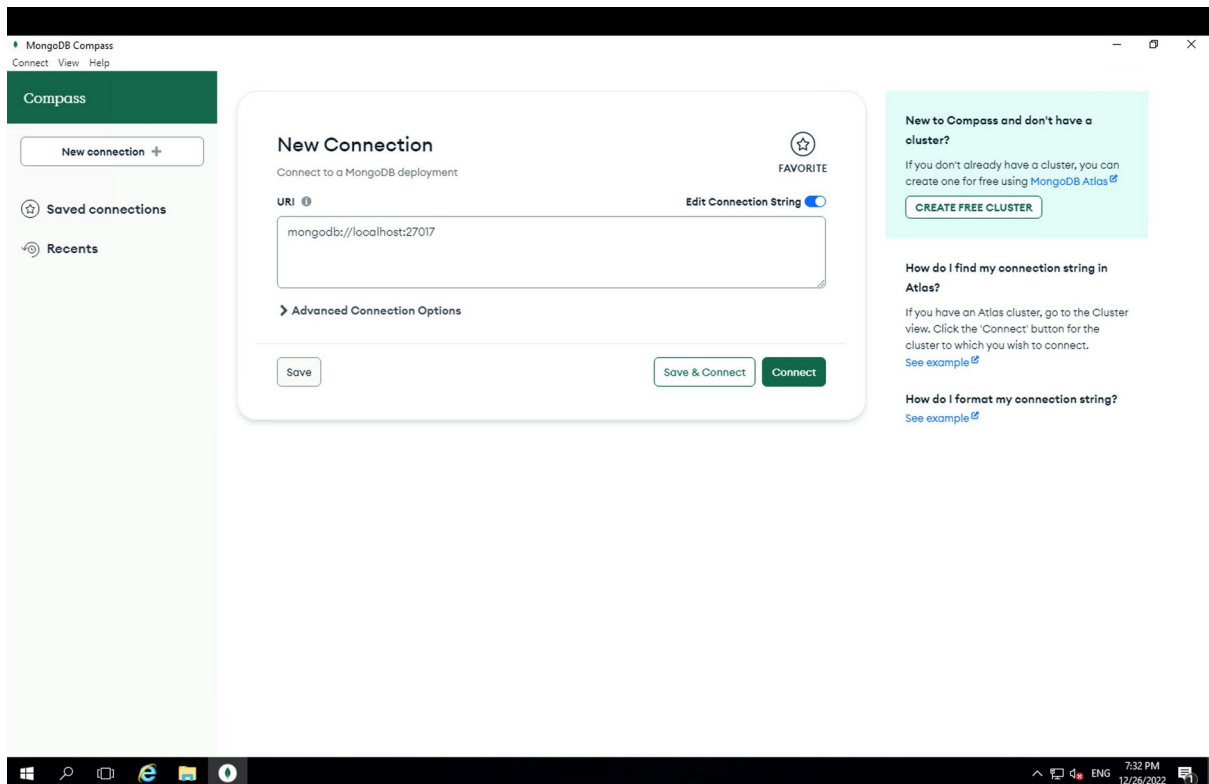 MongoDB Compass
Connect View Help
Compass
New connection
Saved connections
Recents
New Connection
Connect to a MongoDB deployment
FAVORITE
URI
Edit Connection String
mongodb://localhost:27017
Advanced Connection Options
Save
Save & Connect
Connect
New to Compass and don't have a
cluster?
If you don't already have a cluster, you can
create one for free using MongoDB Atlas
CREATE FREE CLUSTER
How do I find my connection string in
Atlas?
If you have an Atlas cluster, go to the Cluster
view. Click the 'Connect' button for the
cluster to which you wish to connect.
See example
How do I format my connection string?
See example
ENG
7:32 PM
12/26/2022
1